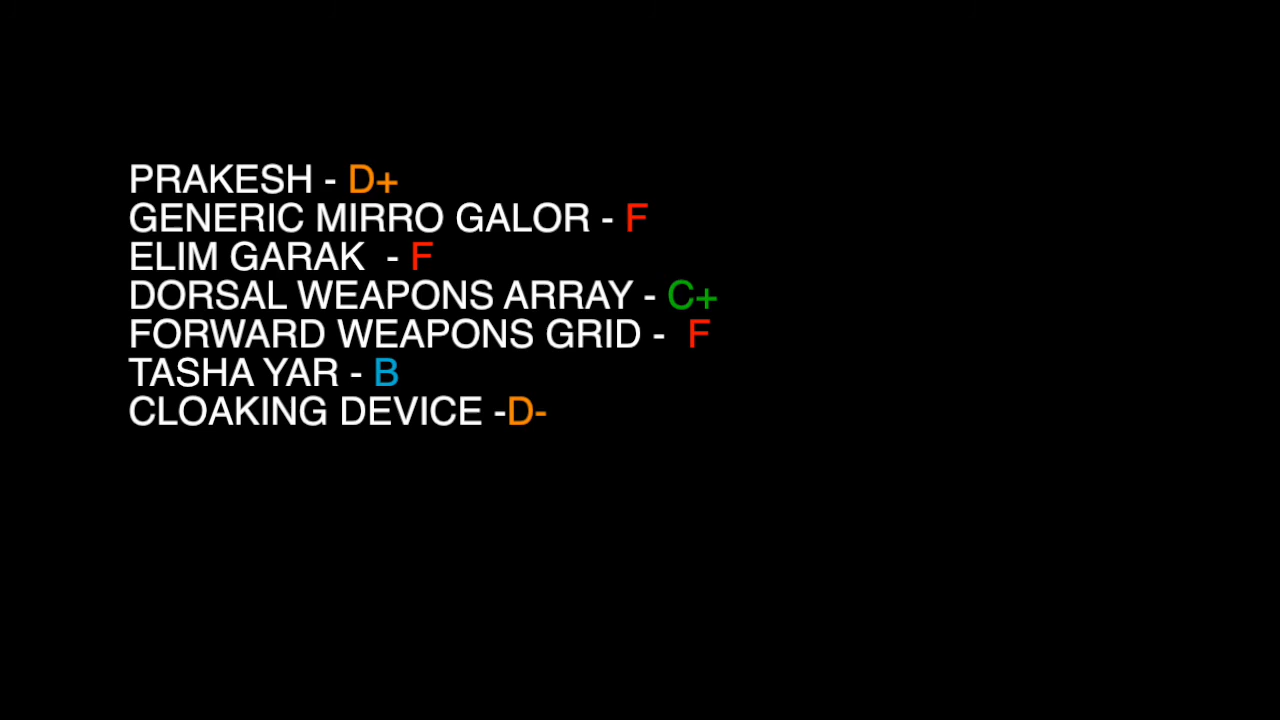 PRAKESH - D+
GENERIC MIRRO GALOR - F
ELIM GARAK  - F
DORSAL WEAPONS ARRAY - C+
FORWARD WEAPONS GRID -  F
TASHA YAR - B
CLOAKING DEVICE -D-